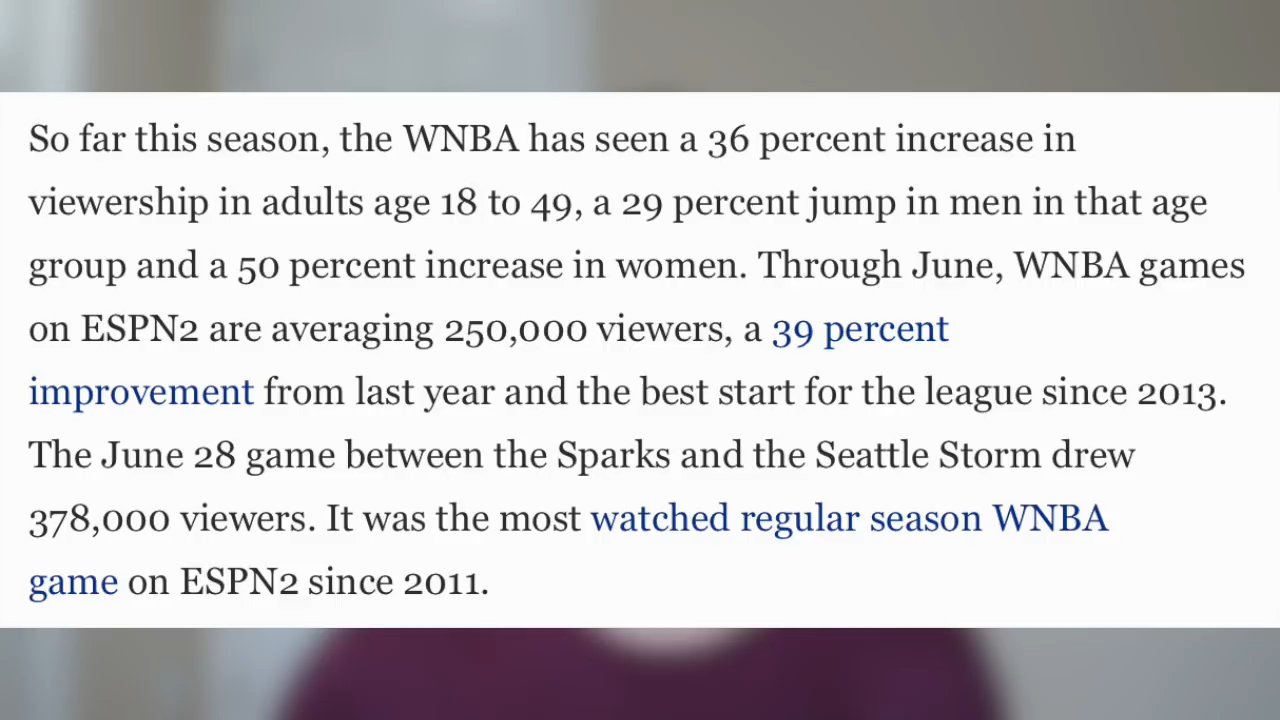 So far this season, the WNBA has seen a 36 percent increase in
viewership in adults age 18 to 49, a 29 percent jump in men in that age
group and a 50 percent increase in women. Through June, WNBA games
on ESPN2 are averaging 250,000 viewers, a 39 percent
improvement from last year and the best start for the league since 2013.
The June 28 game between the Sparks and the Seattle Storm drew
378,000 viewers. It was the most watched regular season WNBA
game on ESPN2 since 2011.